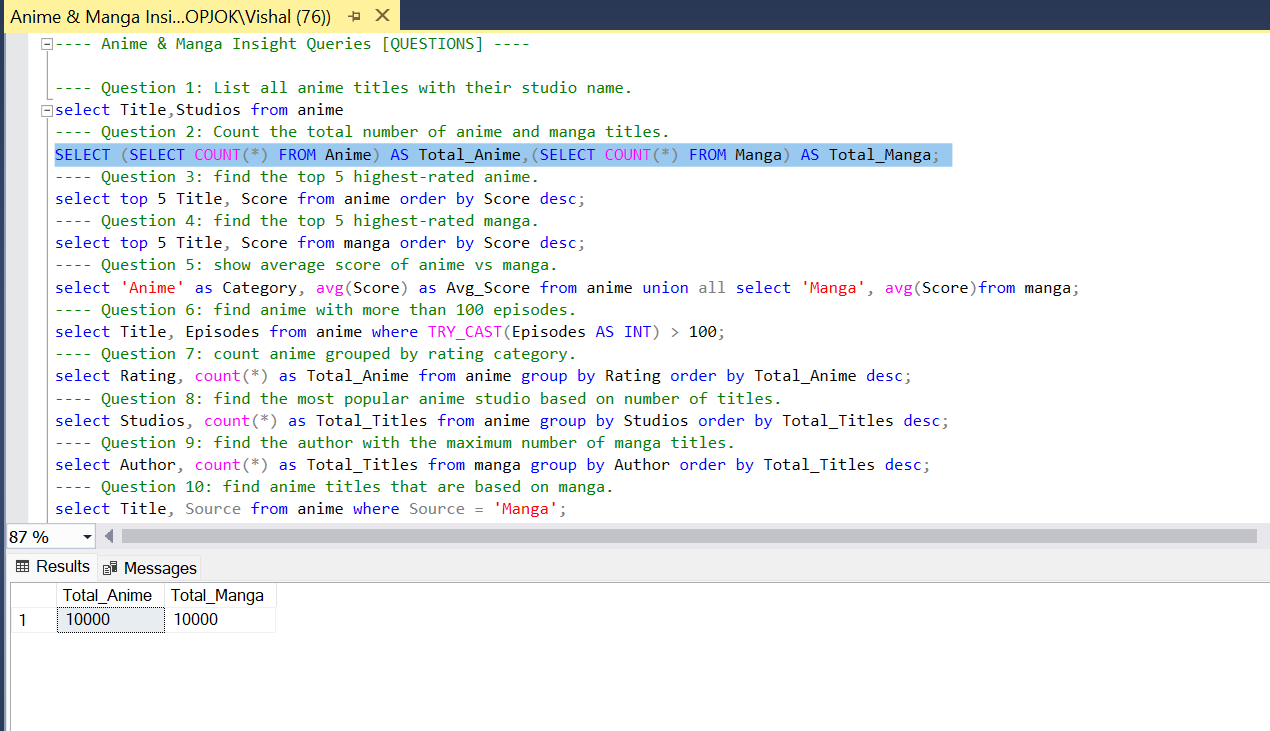 Anime & Manga Insi...OPJOK\Vishal (76))
---- Anime & Manga Insight Queries [QUESTIONS] ----
---- Question 1: List all anime titles with their studio name.
select Title,Studios from anime
---- Question 2: Count the total number of anime and manga titles.
SELECT (SELECT COUNT(*) FROM Anime) AS Total_Anime,(SELECT COUNT(*) FROM Manga) AS Total_Manga;
---- Question 3: find the top 5 highest-rated anime.
select top 5 Title, Score from anime order by Score desc;
---- Question 4: find the top 5 highest-rated manga.
select top 5 Title, Score from manga order by Score desc;
---- Question 5: show average score of anime vs manga.
select 'Anime' as Category, avg(Score) as Avg_Score from anime union all select 'Manga', avg(Score)from manga;
---- Question 6: find anime with more than 100 episodes.
select Title, Episodes from anime where TRY_CAST(Episodes AS INT) > 100;
---- Question 7: count anime grouped by rating category.
select Rating, count(*) as Total_Anime from anime group by Rating order by Total_Anime desc;
---- Question 8: find the most popular anime studio based on number of titles.
select Studios, count(*) as Total_Titles from anime group by Studios order by Total_Titles desc;
---- Question 9: find the author with the maximum number of manga titles.
select Author, count(*) as Total_Titles from manga group by Author order by Total_Titles desc;
---- Question 10: find anime titles that are based on manga.
select Title, Source from anime where Source = 'Manga';
87 %
Results Messages
Total_Anime Total_Manga
1 10000 10000